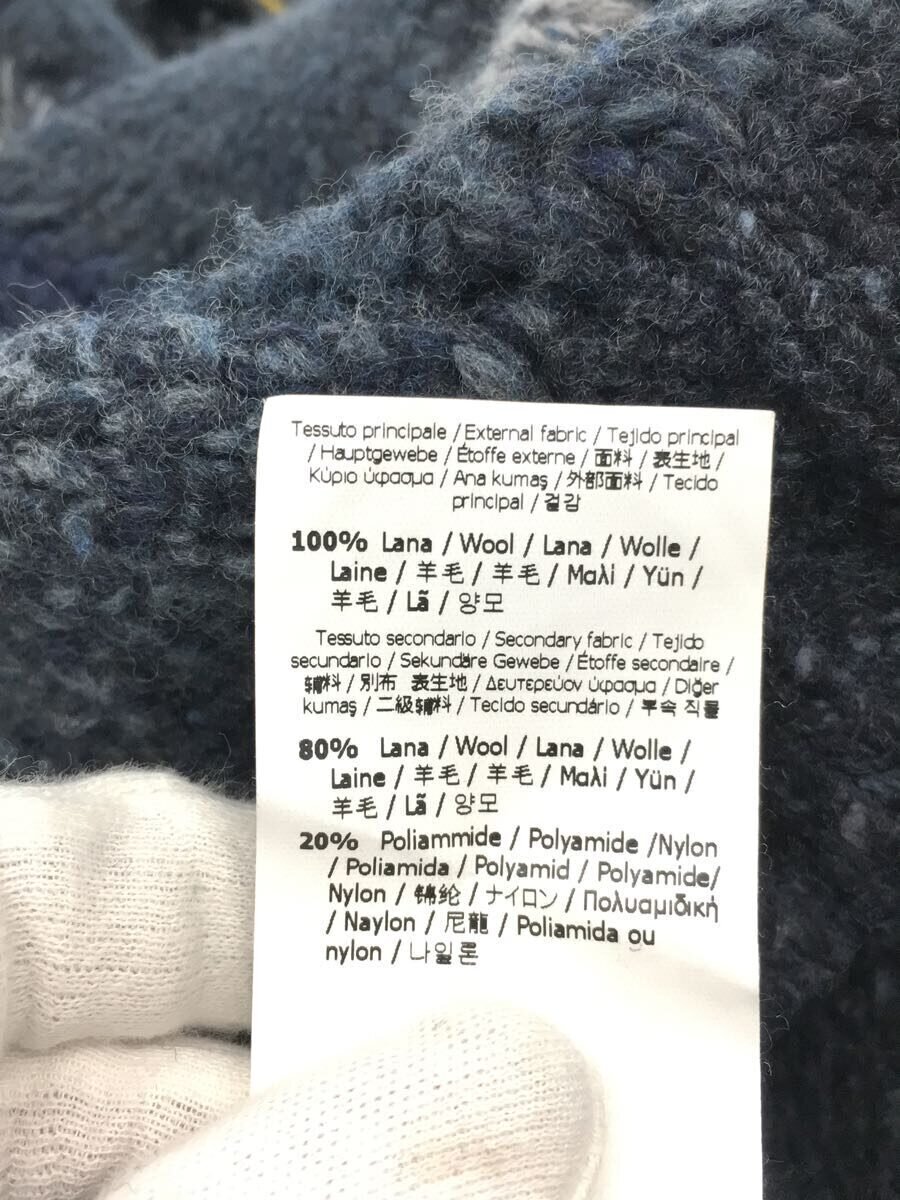 Tessuto principale / External fabric / Tejido principal
/ Hauptgewebe / Étoffe externe / 面料 / 表生地 /
Κύριο ύφασμα / Ana kumaş / 外部面料 / Tecido
principal / 겉감
100% Lana / Wool / Lana / Wolle /
Laine / 羊毛 / 羊毛 / Μαλί / Yün /
羊毛 / Lã / 양모
Tessuto secondario / Secondary fabric / Tejido
secundario / Sekundäre Gewebe / Étoffe secondaire /
辅料 / 別布 表生地 / Δευτερεύον ύφασμα / Diğer
kumaş / 二級辅料 / Tecido secundário / 부속 직물
80% Lana / Wool / Lana / Wolle /
Laine / 羊毛 / 羊毛 / Μαλί / Yün /
羊毛 / Lã / 양모
20% Poliammide / Polyamide /Nylon
/ Poliamida / Polyamid / Polyamide/
Nylon / 锦纶 / ナイロン / Πολυαμιδική
/ Naylon / 尼龍 / Poliamida ou
nylon / 나일론